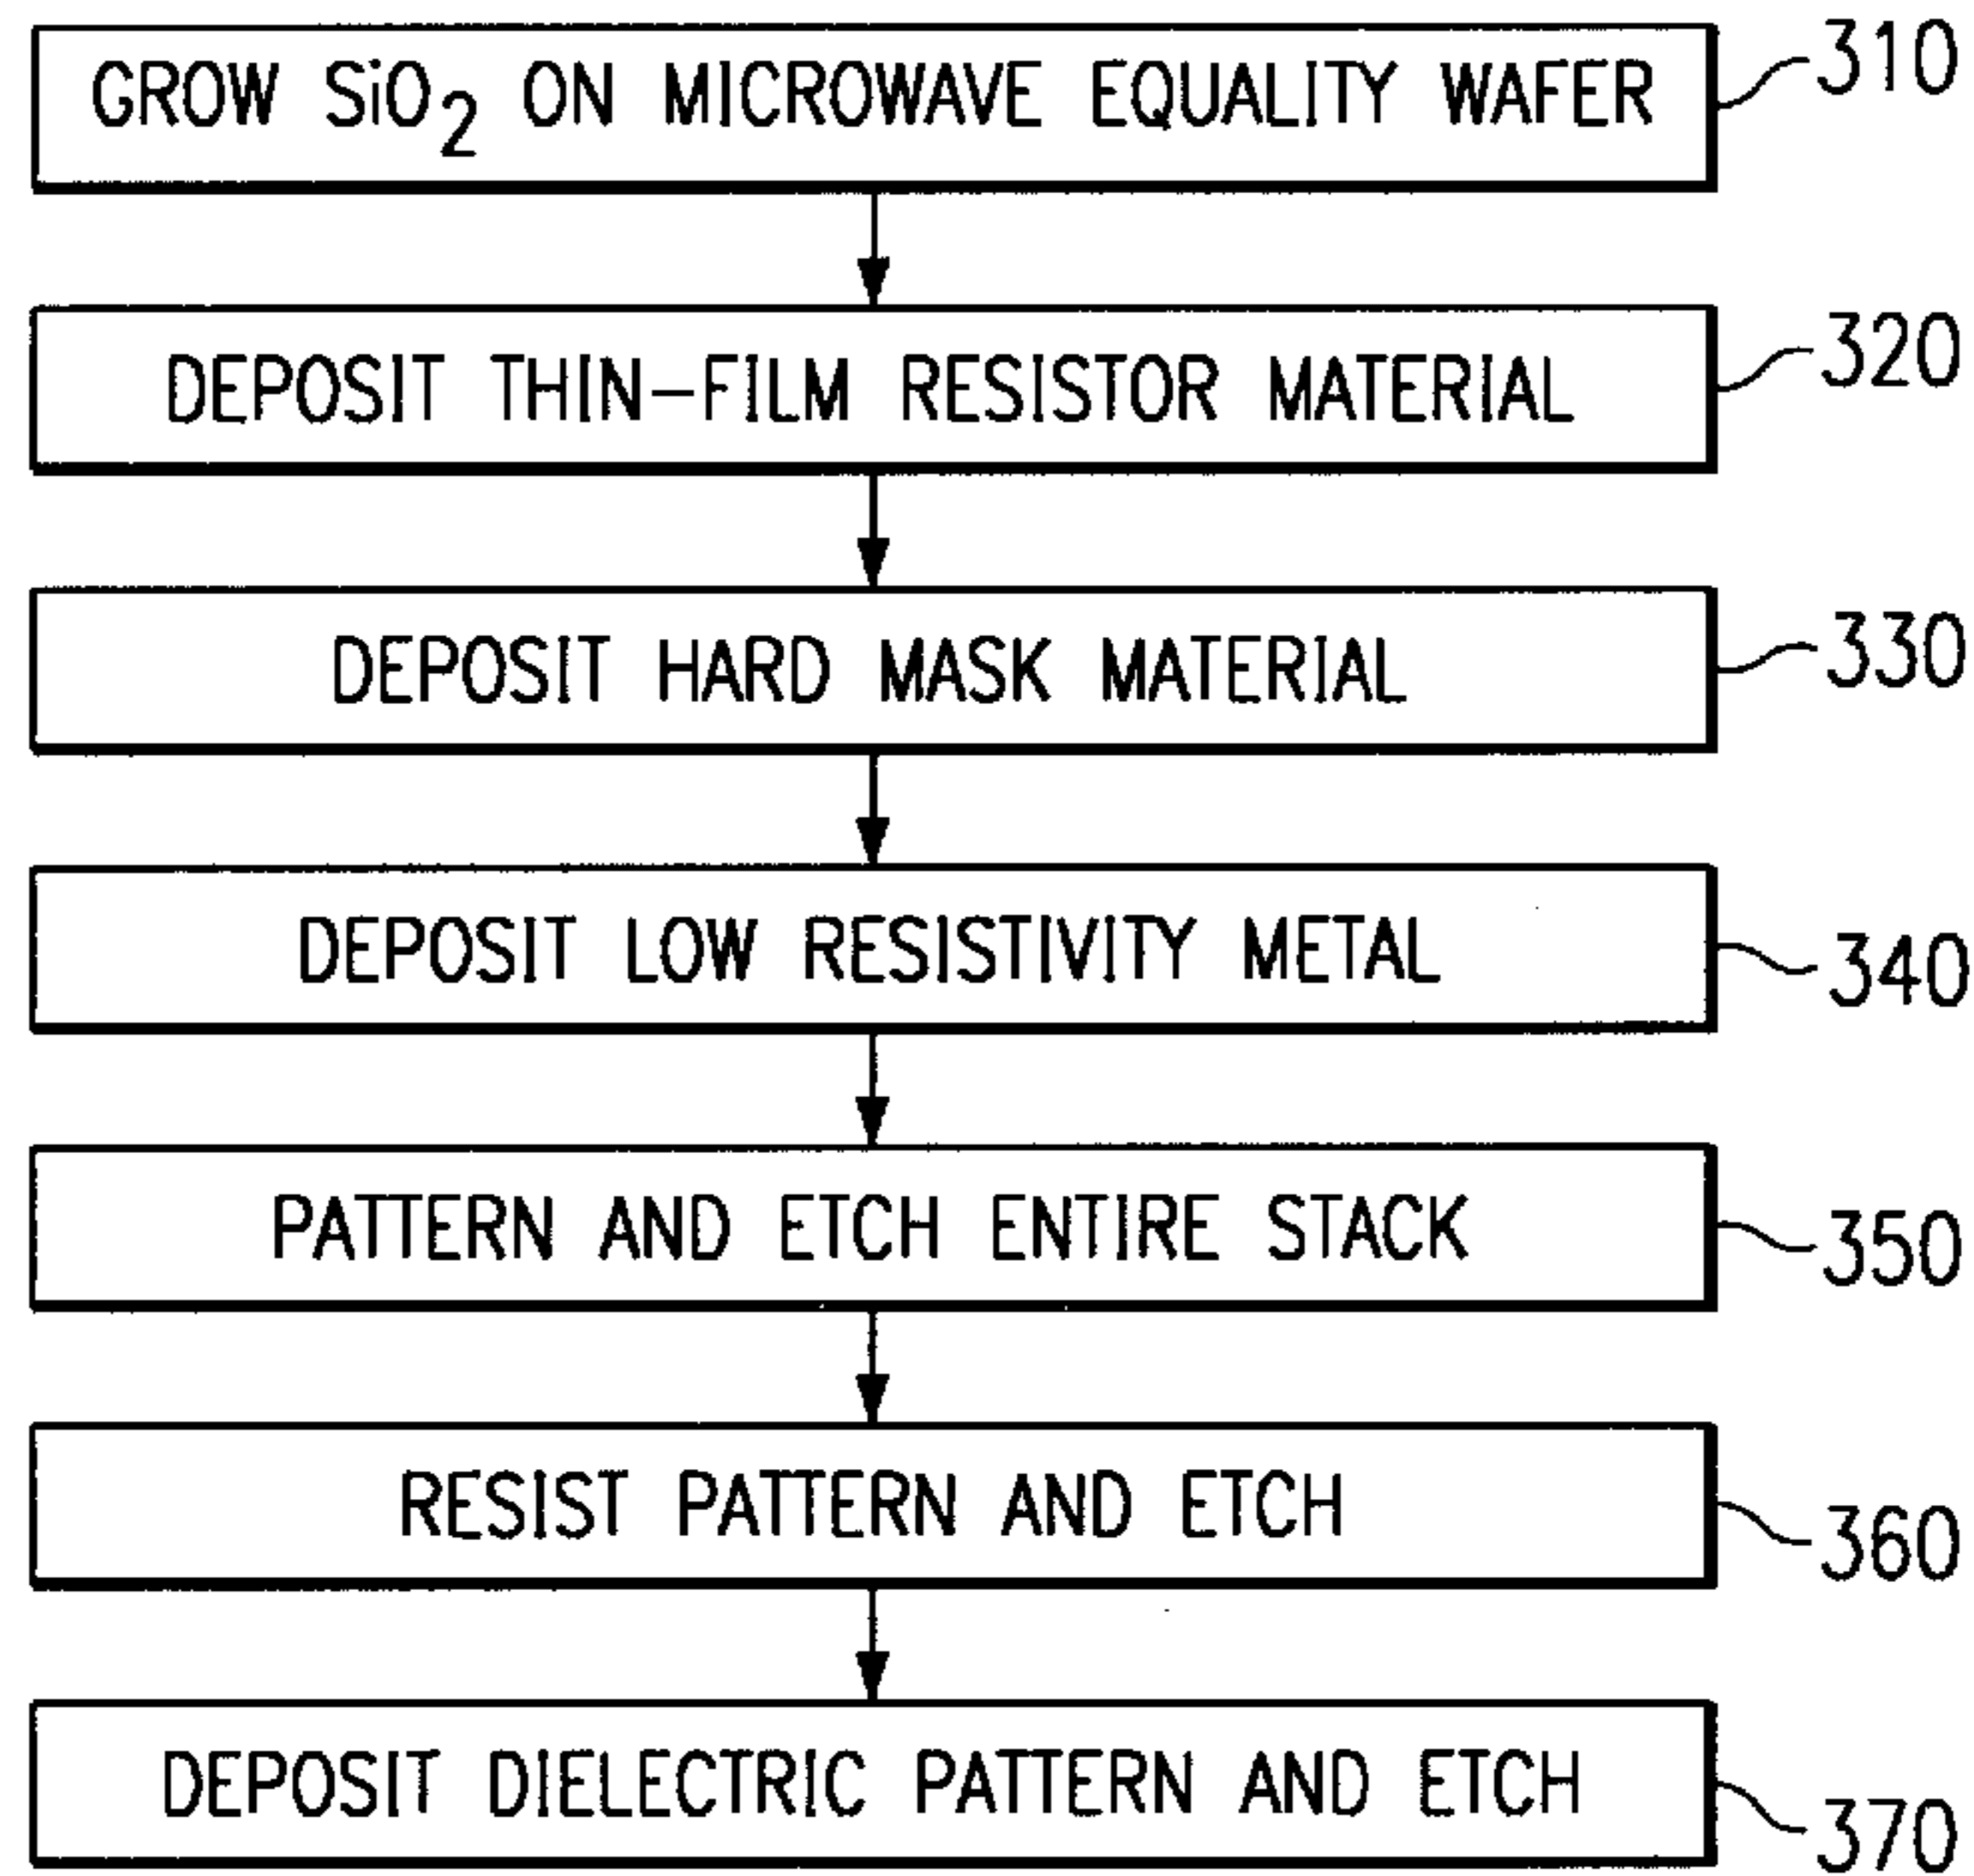 GROW SiO2 ON MICROWAVE EQUALITY WAFER 310
DEPOSIT THIN-FILM RESISTOR MATERIAL 320
DEPOSIT HARD MASK MATERIAL 330
DEPOSIT LOW RESISTIVITY METAL 340
PATTERN AND ETCH ENTIRE STACK 350
RESIST PATTERN AND ETCH 360
DEPOSIT DIELECTRIC PATTERN AND ETCH 370